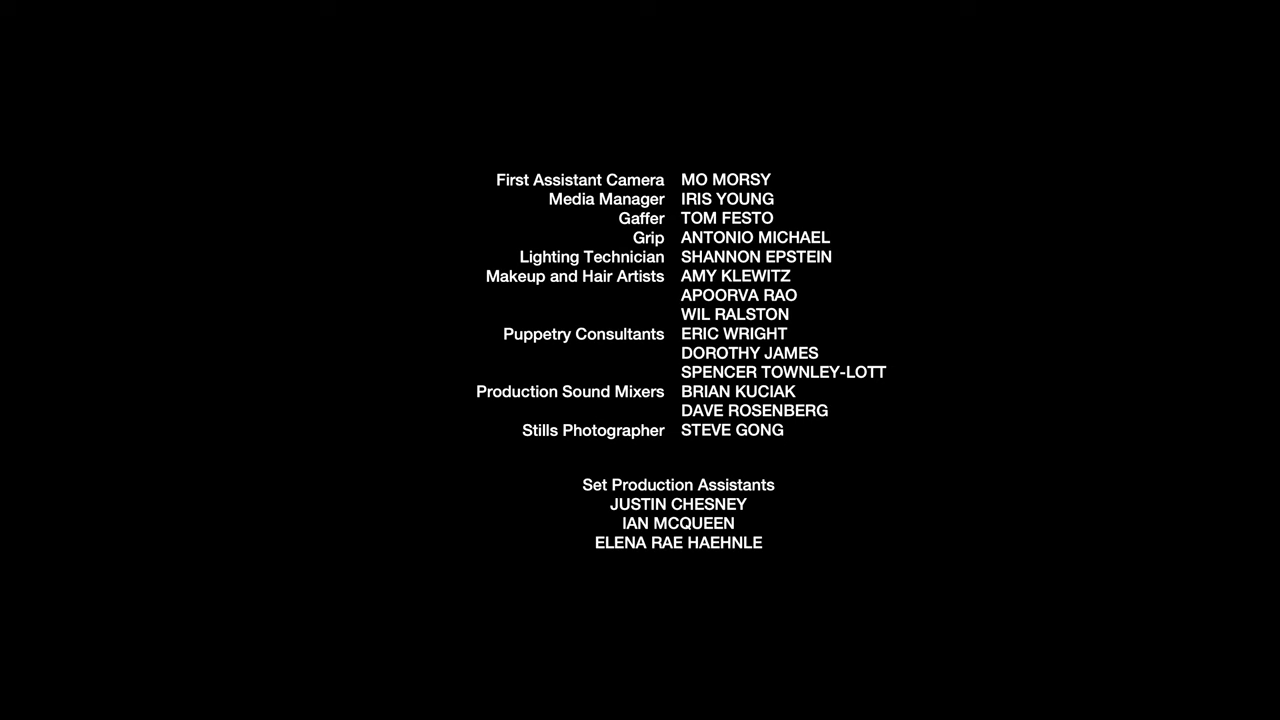 First Assistant Camera MO MORSY
Media Manager IRIS YOUNG
Gaffer TOM FESTO
Grip ANTONIO MICHAEL
Lighting Technician SHANNON EPSTEIN
Makeup and Hair Artists AMY KLEWITZ
APOORVA RAO
WIL RALSTON
Puppetry Consultants ERIC WRIGHT
DOROTHY JAMES
SPENCER TOWNLEY-LOTT
Production Sound Mixers BRIAN KUCIAK
DAVE ROSENBERG
Stills Photographer STEVE GONG
Set Production Assistants
JUSTIN CHESNEY
IAN MCQUEEN
ELENA RAE HAEHNLE